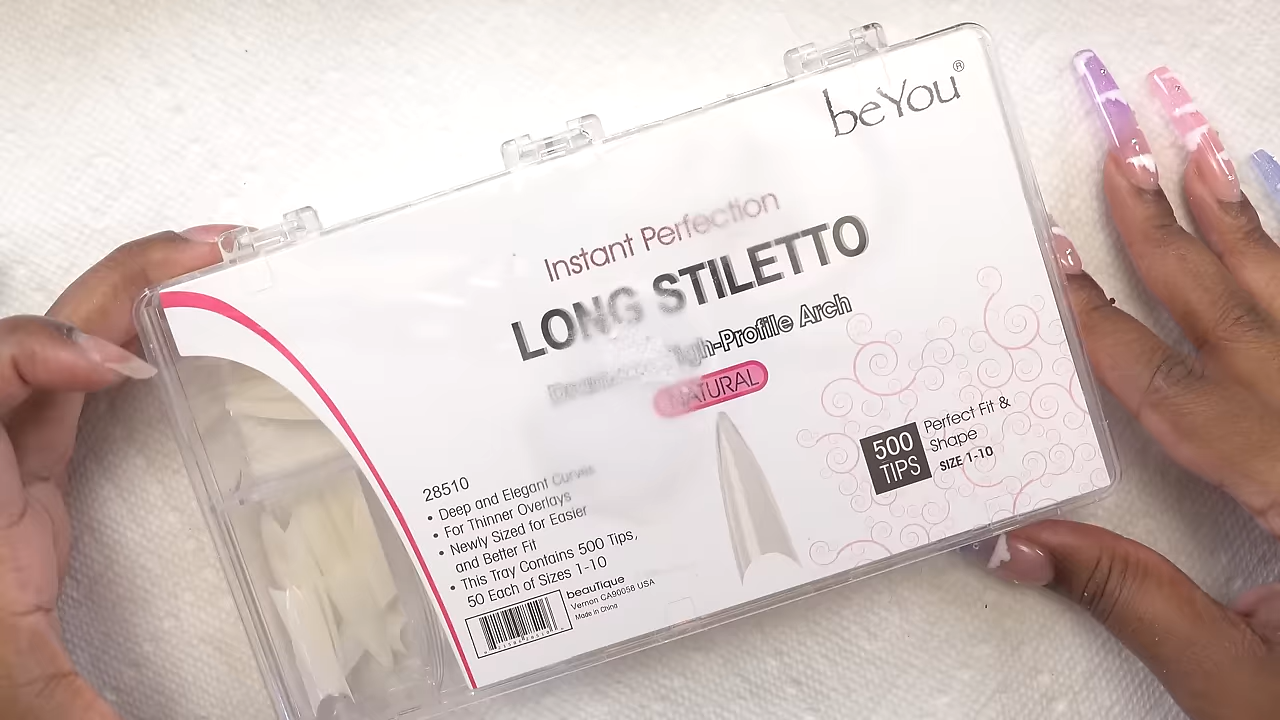 beYou®
Instant Perfection
LONG STILETTO
High-Profile Arch
NATURAL
500
TIPS
Perfect Fit &
Shape
SIZE 1-10
28510
• Deep and Elegant Curves
• For Thinner Overlays
• Newly Sized for Easier
and Better Fit
• This Tray Contains 500 Tips,
50 Each of Sizes 1-10
beauTique
Vernon CA90058 USA
Made in China